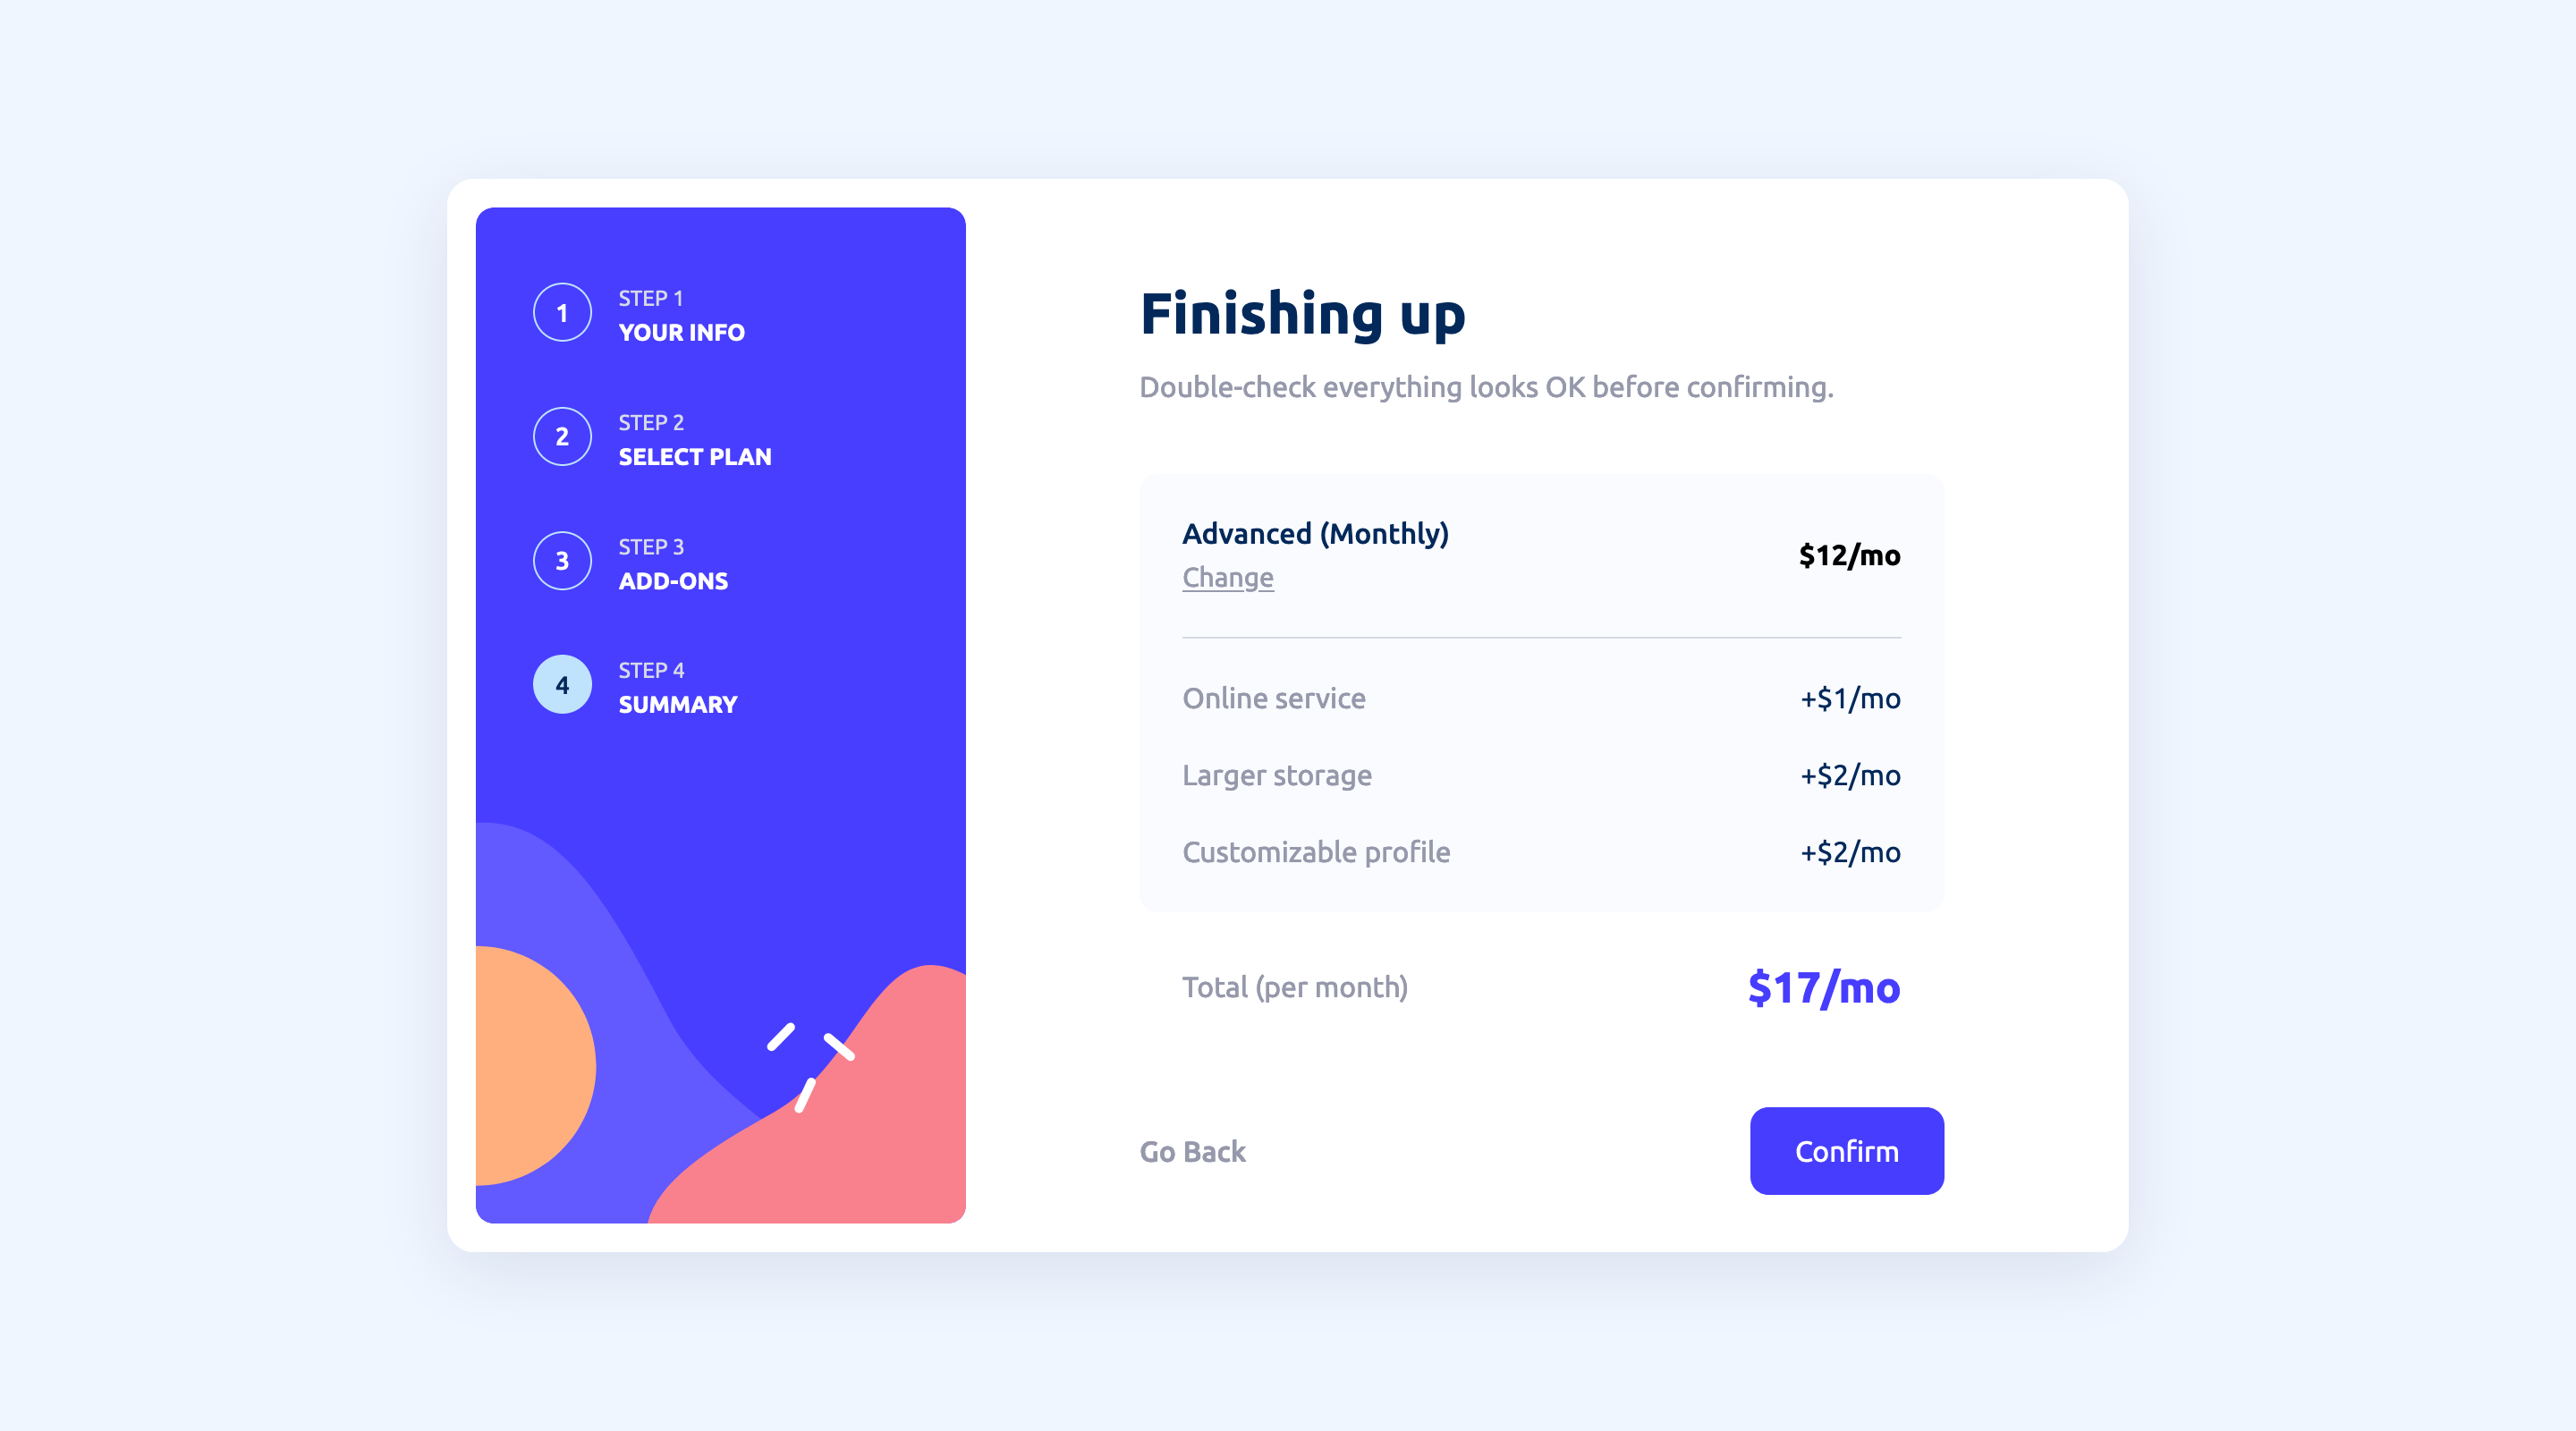 1
STEP 1
YOUR INFO
2
STEP 2
SELECT PLAN
3
STEP 3
ADD-ONS
4
STEP 4
SUMMARY
Finishing up
Double-check everything looks OK before confirming.
Advanced (Monthly)
Change
$12/mo
Online service +$1/mo
Larger storage +$2/mo
Customizable profile +$2/mo
Total (per month) $17/mo
Go Back
Confirm